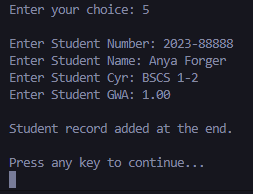 Enter your choice: 5
Enter Student Number: 2023-88888
Enter Student Name: Anya Forger
Enter Student Cyr: BSCS 1-2
Enter Student GWA: 1.00
Student record added at the end.
Press any key to continue...